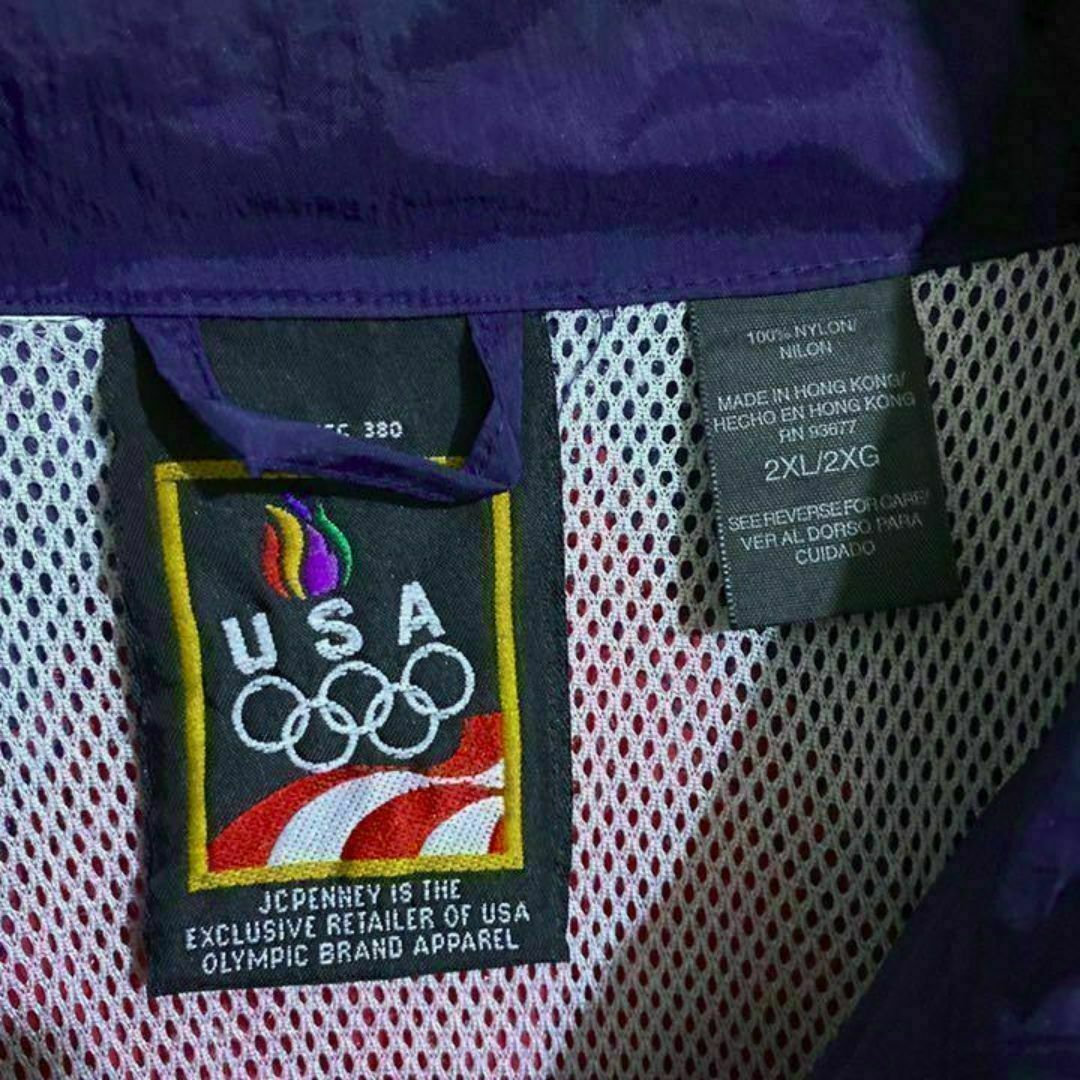 380
USA
JCPENNEY IS THE
EXCLUSIVE RETAILER OF USA
OLYMPIC BRAND APPAREL
100% NYLON/
NILON
MADE IN HONG KONG/
HECHO EN HONG KONG
RN 93677
2XL/2XG
SEE REVERSE FOR CARE/
VER AL DORSO PARA
CUIDADO